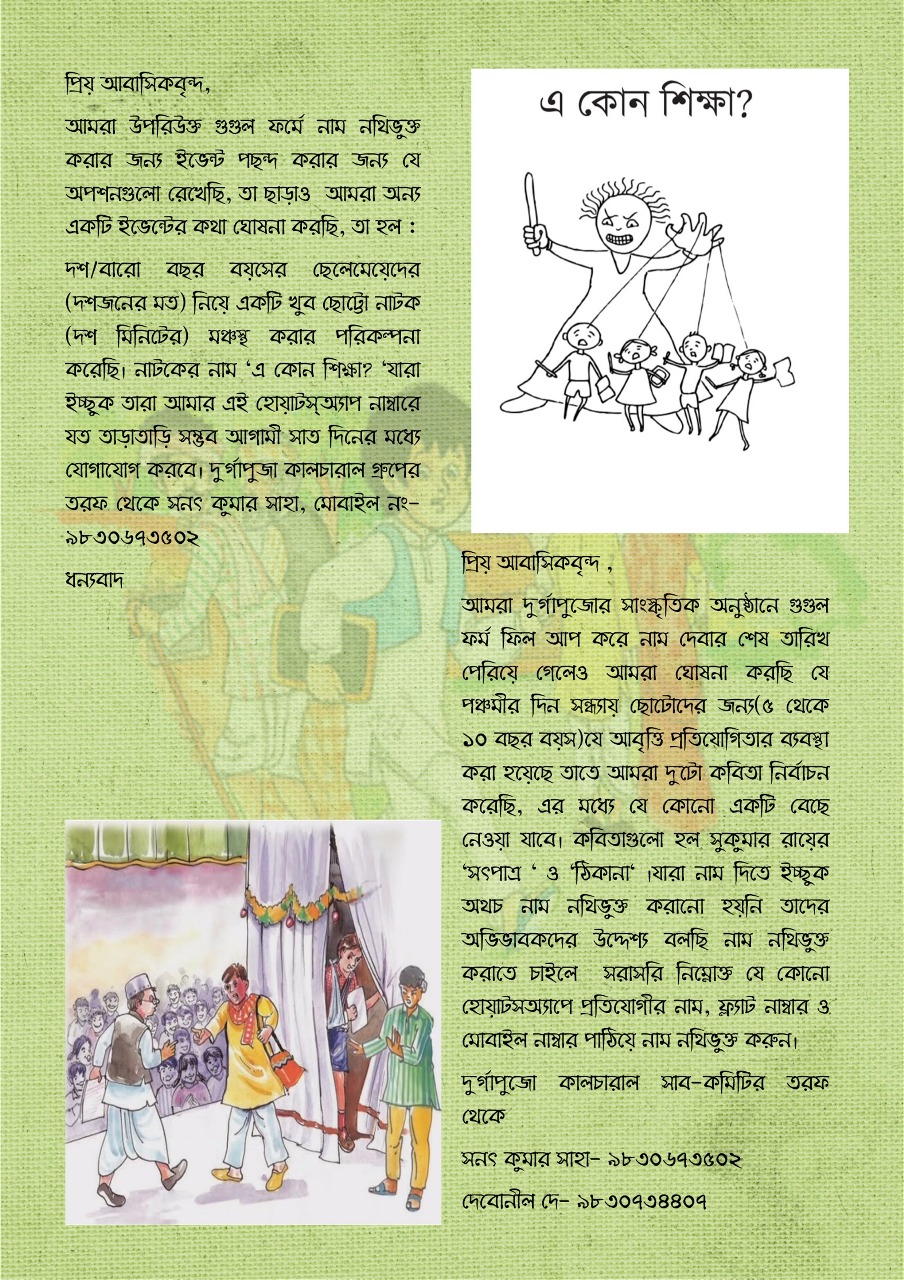 প্রিয় আবাসিকবৃন্দ,
আমরা উপরিউক্ত গুগুল ফর্মে নাম নথিভুক্ত
করার জন্য ইভেন্ট পছন্দ করার জন্য যে
অপশনগুলো রেখেছি, তা ছাড়াও আমরা অন্য
একটি ইভেন্টের কথা ঘোষনা করছি, তা হল :
দশ/বারো বছর বয়সের ছেলেমেয়েদের
(দশজনের মত) নিয়ে একটি খুব ছোট্টো নাটক
(দশ মিনিটের) মঞ্চস্থ করার পরিকল্পনা
করেছি। নাটকের নাম ‘এ কোন শিক্ষা? ‘যারা
ইচ্ছুক তারা আমার এই হোয়াটস্অ্যাপ নাম্বারে
যত তাড়াতাড়ি সম্ভব আগামী সাত দিনের মধ্যে
যোগাযোগ করবে। দুর্গাপুজা কালচারাল গ্রুপের
তরফ থেকে সনৎ কুমার সাহা, মোবাইল নং-
৯৮৩০৬৭৩৫০২
ধন্যবাদ
এ কোন শিক্ষা?
প্রিয় আবাসিকবৃন্দ ,
আমরা দুর্গাপুজোর সাংস্কৃতিক অনুষ্ঠানে গুগুল
ফর্ম ফিল আপ করে নাম দেবার শেষ তারিখ
পেরিয়ে গেলেও আমরা ঘোষনা করছি যে
পঞ্চমীর দিন সন্ধ্যায় ছোটোদের জন্য(৫ থেকে
১০ বছর বয়স)যে আবৃত্তি প্রতিযোগিতার ব্যবস্থা
করা হয়েছে তাতে আমরা দুটো কবিতা নির্বাচন
করেছি, এর মধ্যে যে কোনো একটি বেছে
নেওয়া যাবে। কবিতাগুলো হল সুকুমার রায়ের
‘সৎপাত্র ‘ ও ‘ঠিকানা‘ ।যারা নাম দিতে ইচ্ছুক
অথচ নাম নথিভুক্ত করানো হয়নি তাদের
অভিভাবকদের উদ্দেশ্য বলছি নাম নথিভুক্ত
করাতে চাইলে সরাসরি নিম্নোক্ত যে কোনো
হোয়াটসঅ্যাপে প্রতিযোগীর নাম, ফ্ল্যাট নাম্বার ও
মোবাইল নাম্বার পাঠিয়ে নাম নথিভুক্ত করুন।
দুর্গাপুজো কালচারাল সাব-কমিটির তরফ
থেকে
সনৎ কুমার সাহা- ৯৮৩০৬৭৩৫০২
দেবোনীল দে- ৯৮৩০৭৩৪৪০৭